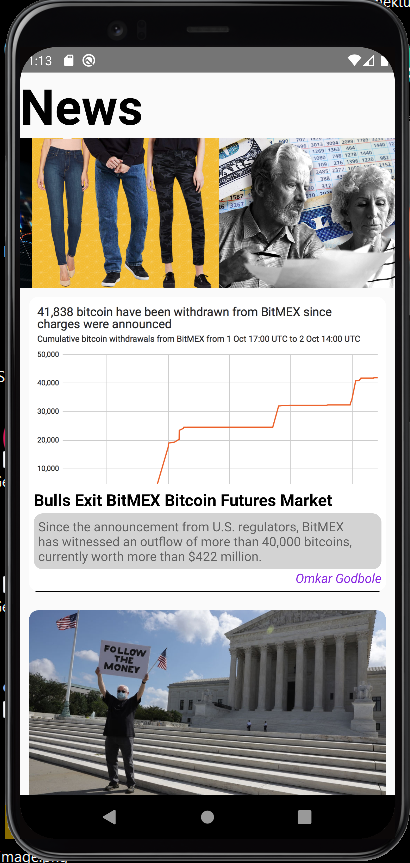 1:13
News
41,838 bitcoin have been withdrawn from BitMEX since
charges were announced
Cumulative bitcoin withdrawals from BitMEX from 1 Oct 17:00 UTC to 2 Oct 14:00 UTC
50,000
40,000
30,000
20,000
10,000
Bulls Exit BitMEX Bitcoin Futures Market
Since the announcement from U.S. regulators, BitMEX
has witnessed an outflow of more than 40,000 bitcoins,
currently worth more than $422 million.
Omkar Godbole
FOLLOW
THE
MONEY